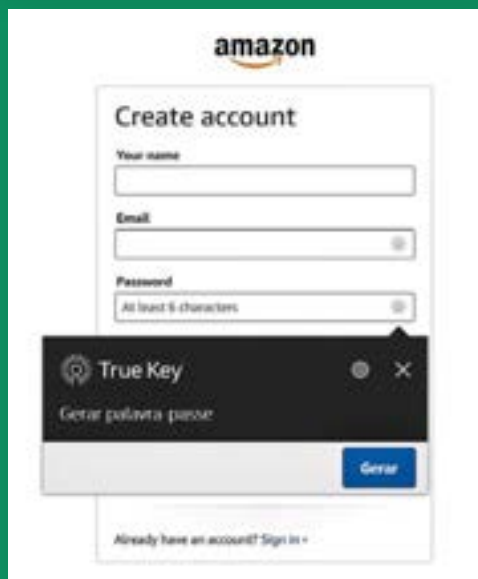 amazon
Create account
Your name
Email
Password
At least 6 characters
True Key
Gerar palavra-passe
Gerar
Already have an account? Sign in